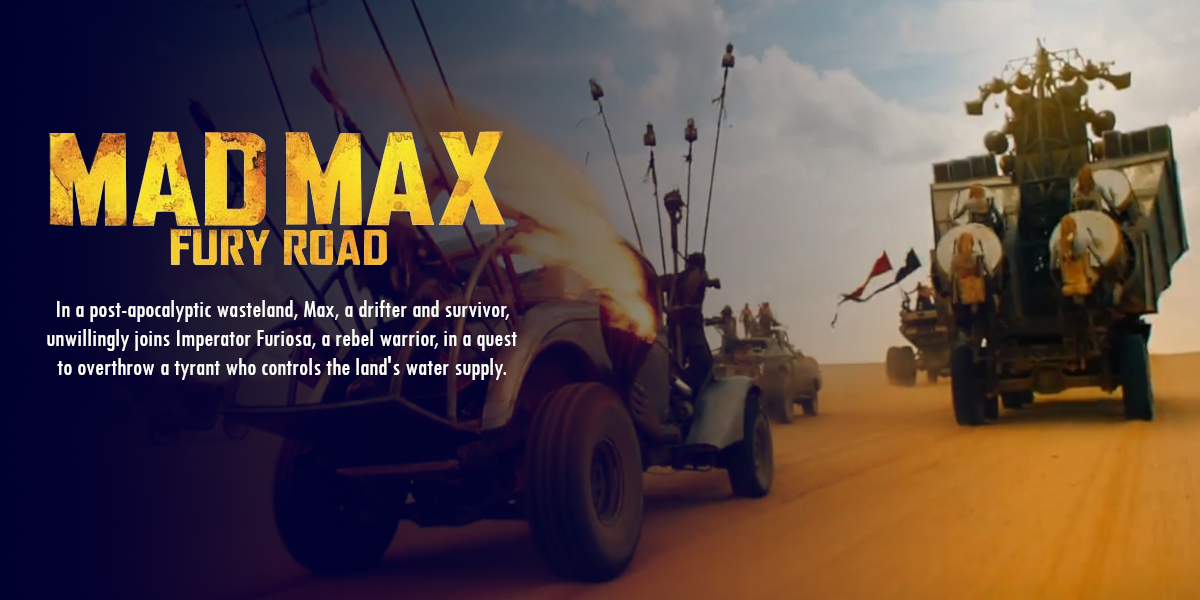 MAD MAX
FURY ROAD
In a post-apocalyptic wasteland, Max, a drifter and survivor,
unwillingly joins Imperator Furiosa, a rebel warrior, in a quest
to overthrow a tyrant who controls the land's water supply.